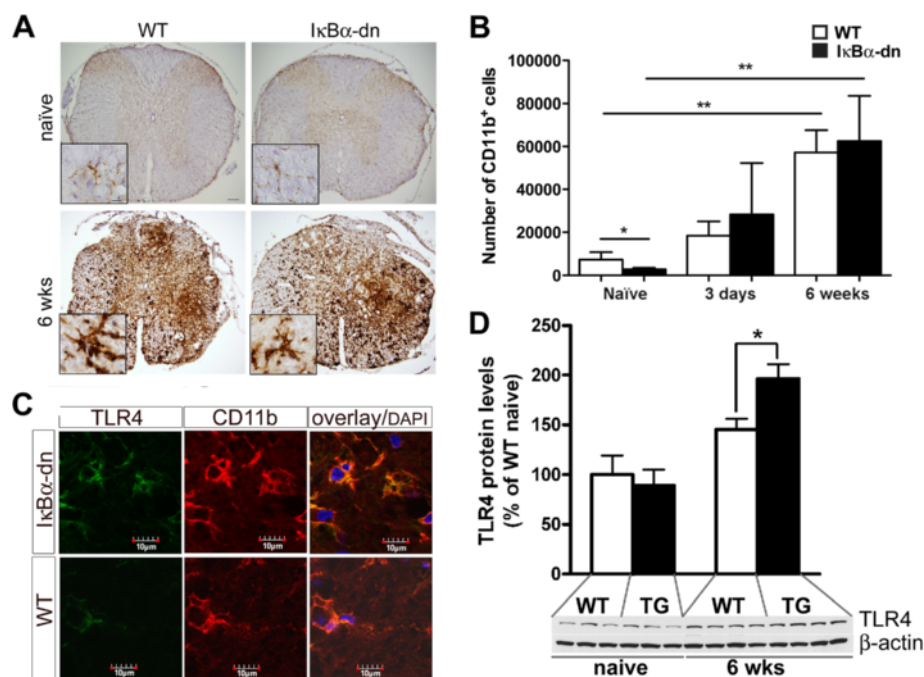 A
WT
IκBα-dn
naïve
6 wks
B
WT
IκBα-dn
**
**
*
Number of CD11b⁺ cells
100000
80000
60000
40000
20000
0
Naïve
3 days
6 weeks
C
TLR4
CD11b
overlay/DAPI
IκBα-dn
10µm
10µm
10µm
WT
10µm
10µm
10µm
D
*
TLR4 protein levels
(% of WT naive)
250
200
150
100
50
0
WT
TG
WT
TG
TLR4
β-actin
naive
6 wks